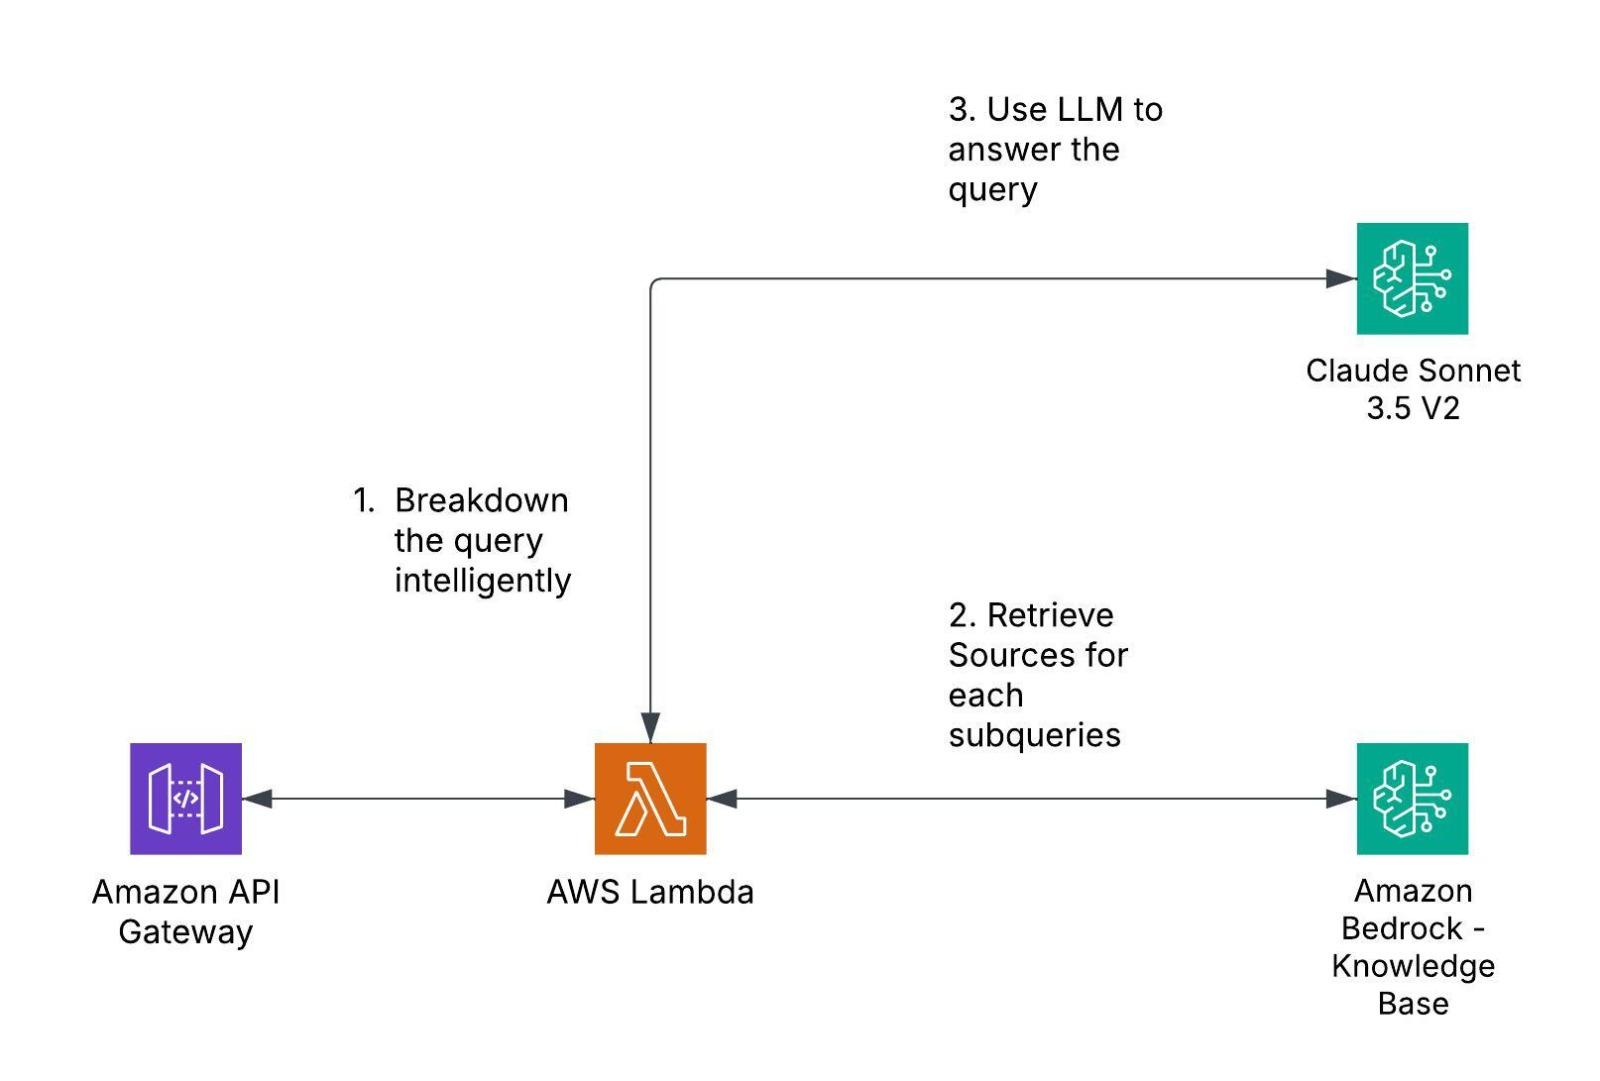 3. Use LLM to
answer the
query
Claude Sonnet
3.5 V2
1. Breakdown
the query
intelligently
2. Retrieve
Sources for
each
subqueries
</>
Amazon API
Gateway
AWS Lambda
Amazon
Bedrock -
Knowledge
Base